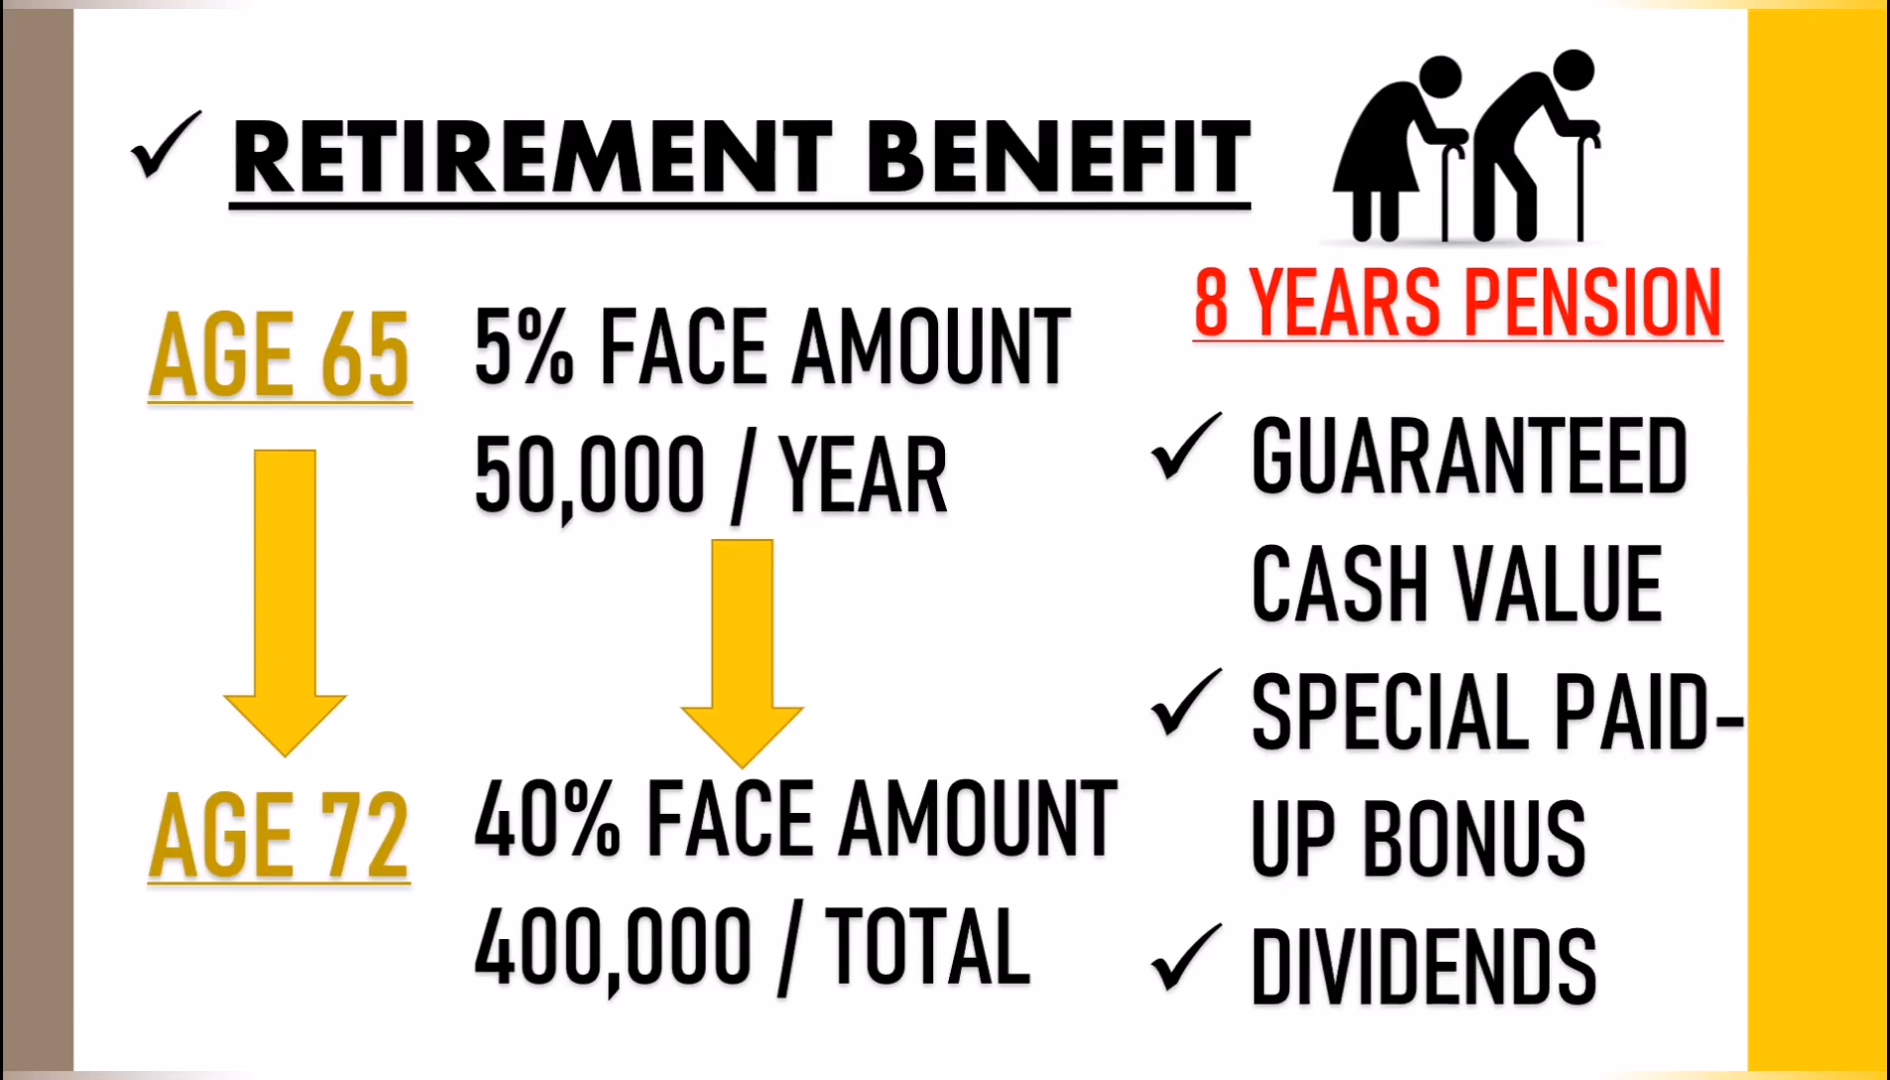 RETIREMENT BENEFIT
8 YEARS PENSION
AGE 65
5% FACE AMOUNT
50,000 / YEAR
AGE 72
40% FACE AMOUNT
400,000 / TOTAL
GUARANTEED
CASH VALUE
SPECIAL PAID-
UP BONUS
DIVIDENDS